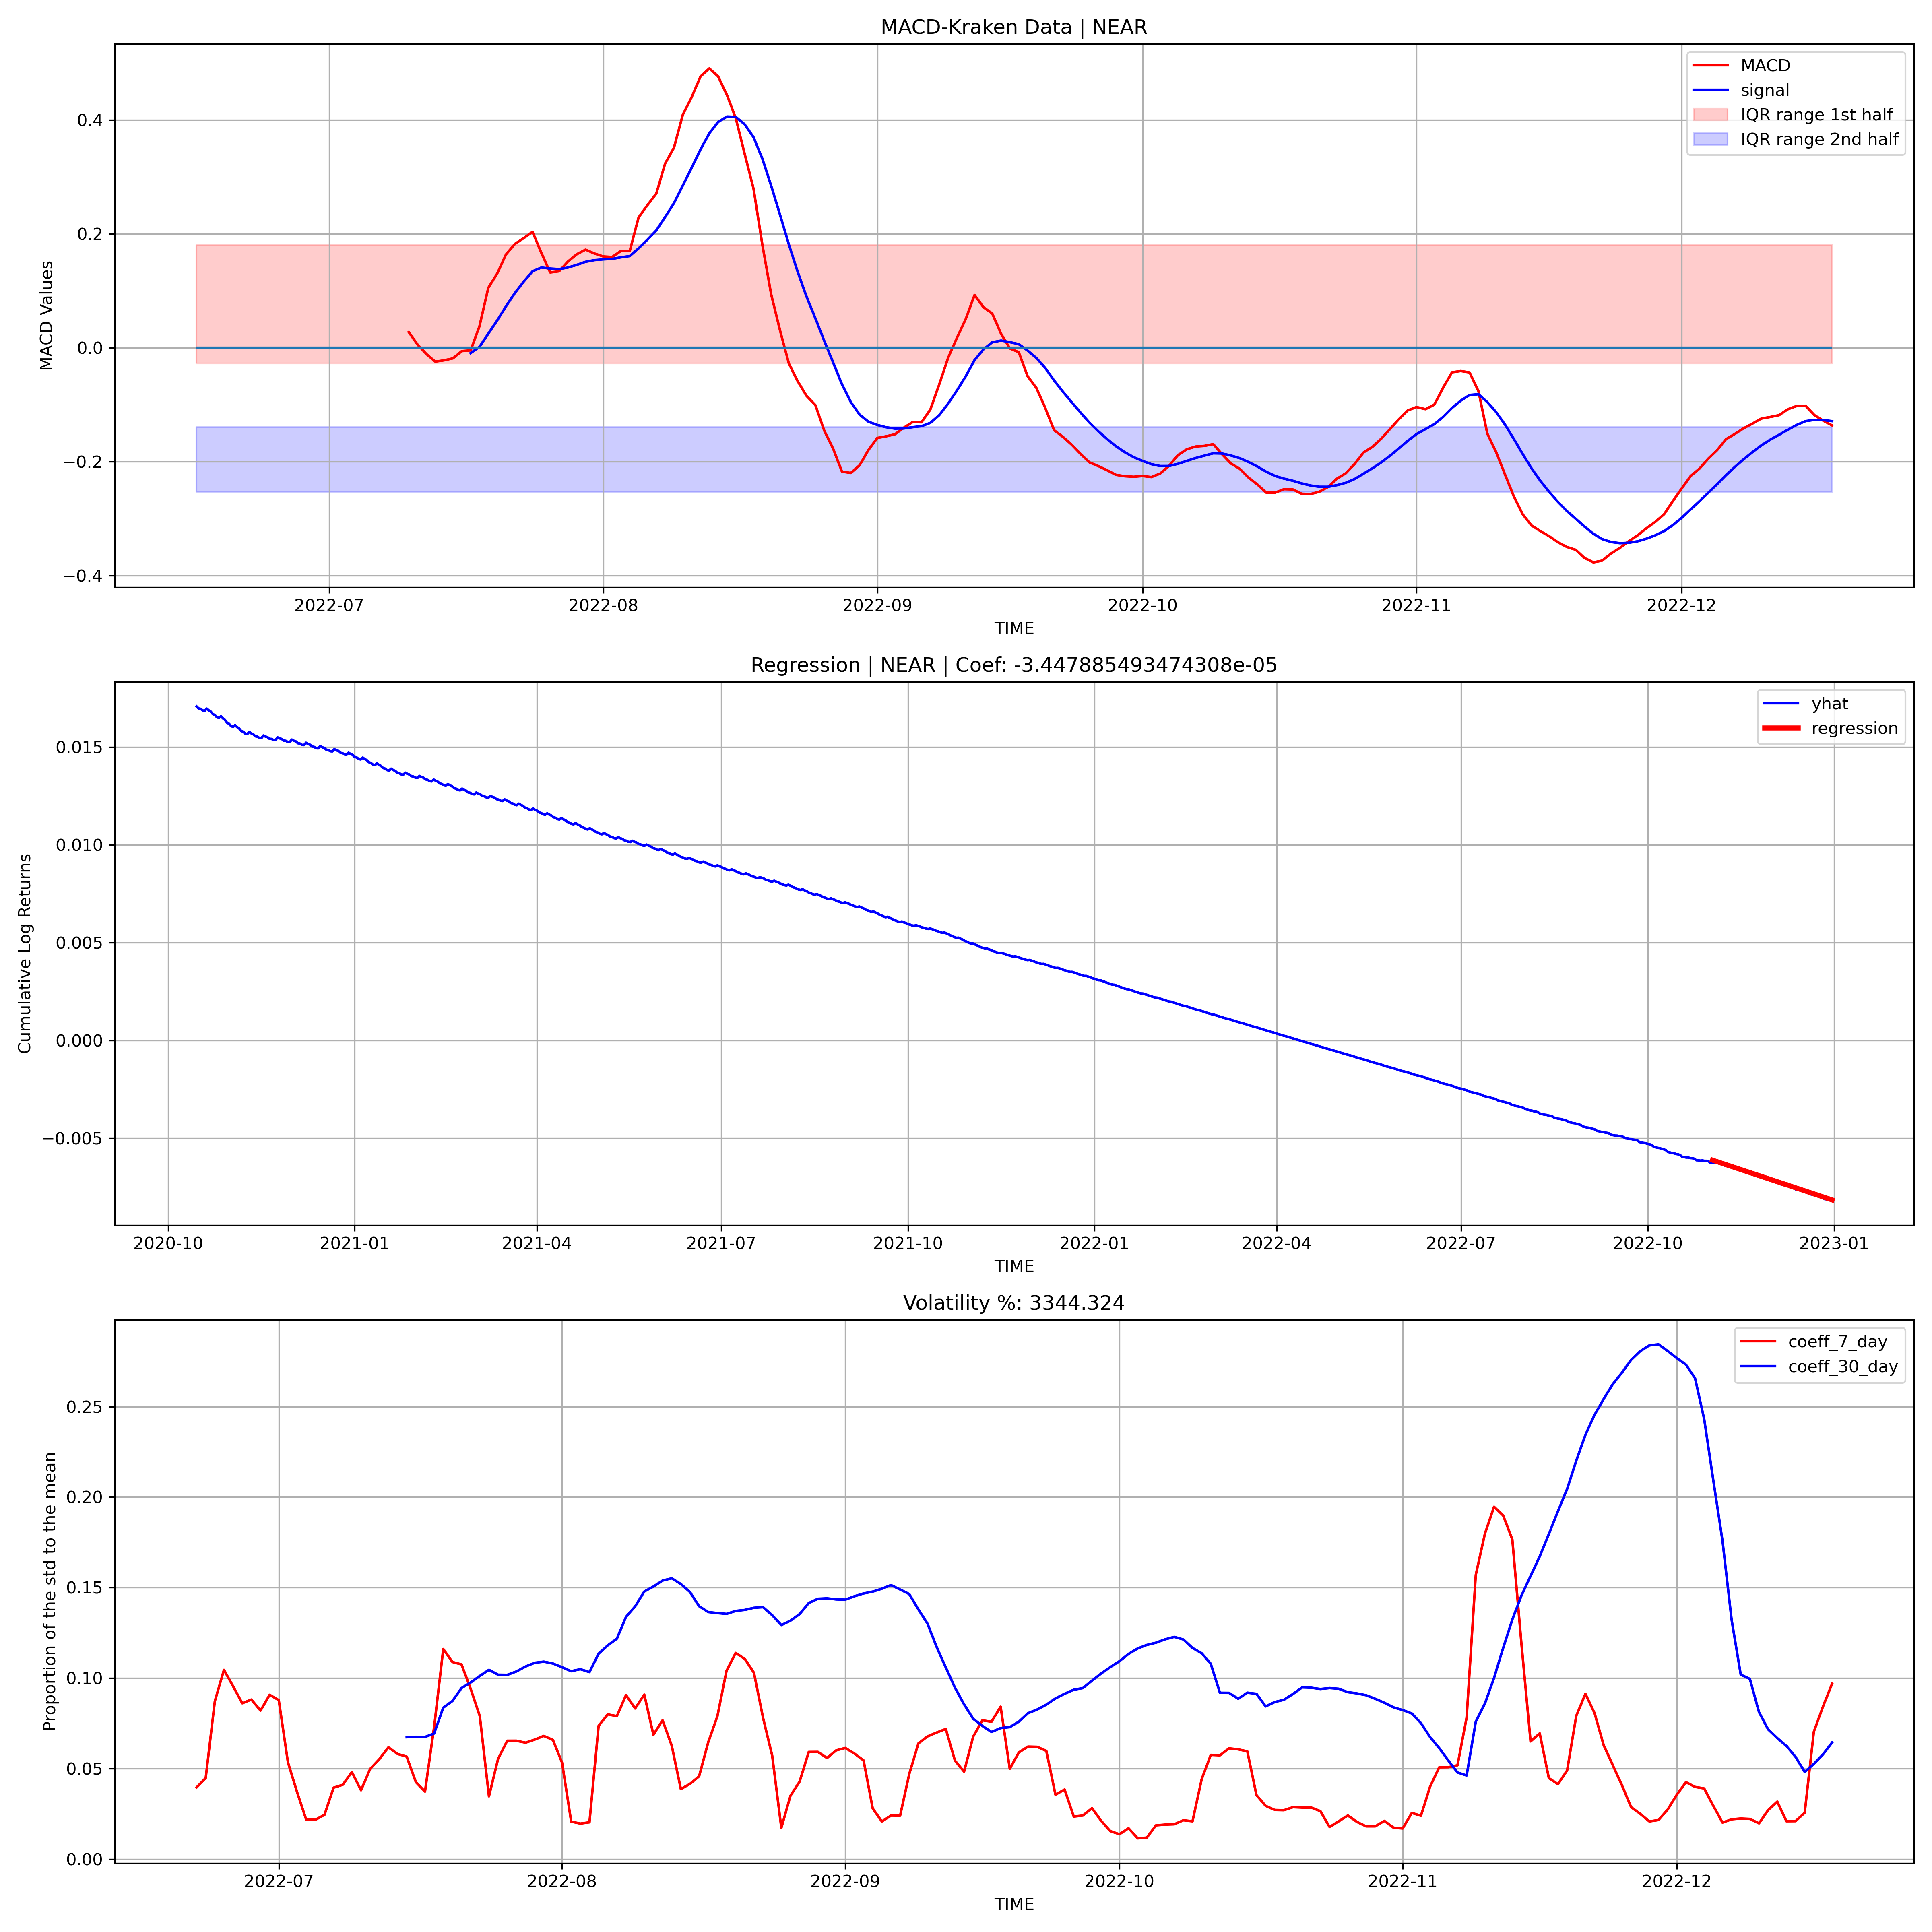 MACD-Kraken Data | NEAR
MACD
signal
IQR range 1st half
IQR range 2nd half
MACD Values
0.4
0.2
0.0
−0.2
−0.4
2022-07 2022-08 2022-09 2022-10 2022-11 2022-12
TIME
Regression | NEAR | Coef: -3.447885493474308e-05
yhat
regression
Cumulative Log Returns
0.015
0.010
0.005
0.000
−0.005
2020-10 2021-01 2021-04 2021-07 2021-10 2022-01 2022-04 2022-07 2022-10 2023-01
TIME
Volatility %: 3344.324
coeff_7_day
coeff_30_day
Proportion of the std to the mean
0.25
0.20
0.15
0.10
0.05
0.00
2022-07 2022-08 2022-09 2022-10 2022-11 2022-12
TIME